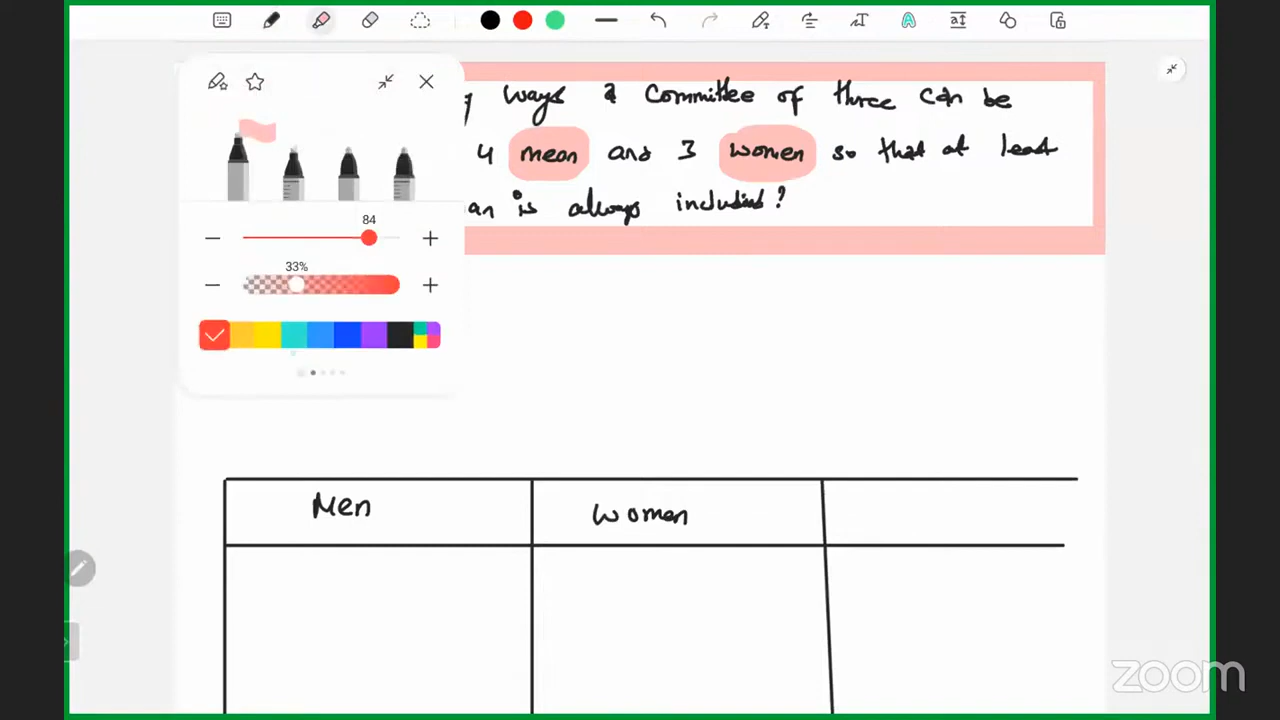 ways a Committee of three can be
84
4 mean and 3 women so that at least
an is always included?
33%
Men
women
zoom